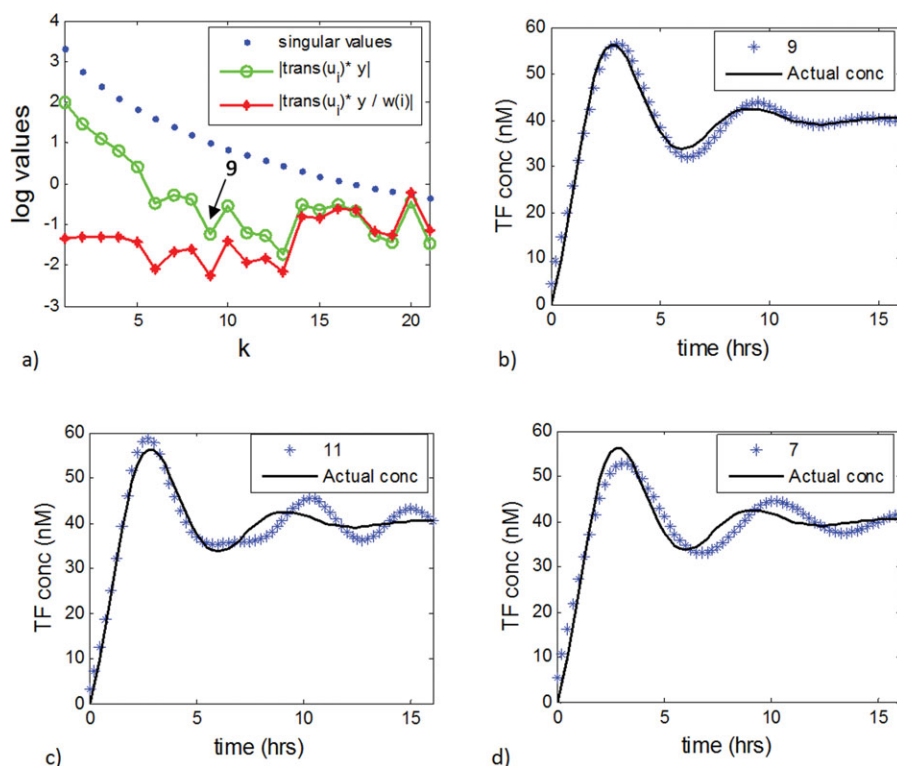 singular values
|trans(u_i)* y|
|trans(u_i)* y / w(i)|
9
log values
4
3
2
1
0
-1
-2
-3
5
10
15
20
k
a)
9
Actual conc
TF conc (nM)
60
50
40
30
20
10
0
0
5
10
15
time (hrs)
b)
11
Actual conc
TF conc (nM)
60
50
40
30
20
10
0
0
5
10
15
time (hrs)
c)
7
Actual conc
TF conc (nM)
60
50
40
30
20
10
0
0
5
10
15
time (hrs)
d)